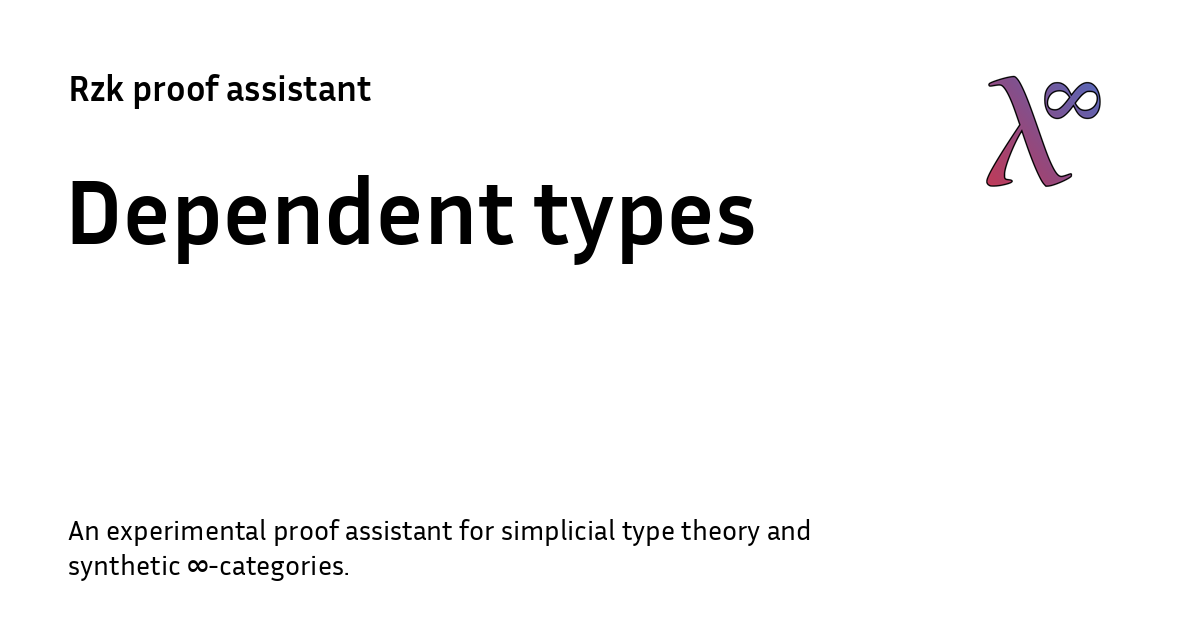 Rzk proof assistant
λ∞
Dependent types
An experimental proof assistant for simplicial type theory and
synthetic ∞-categories.